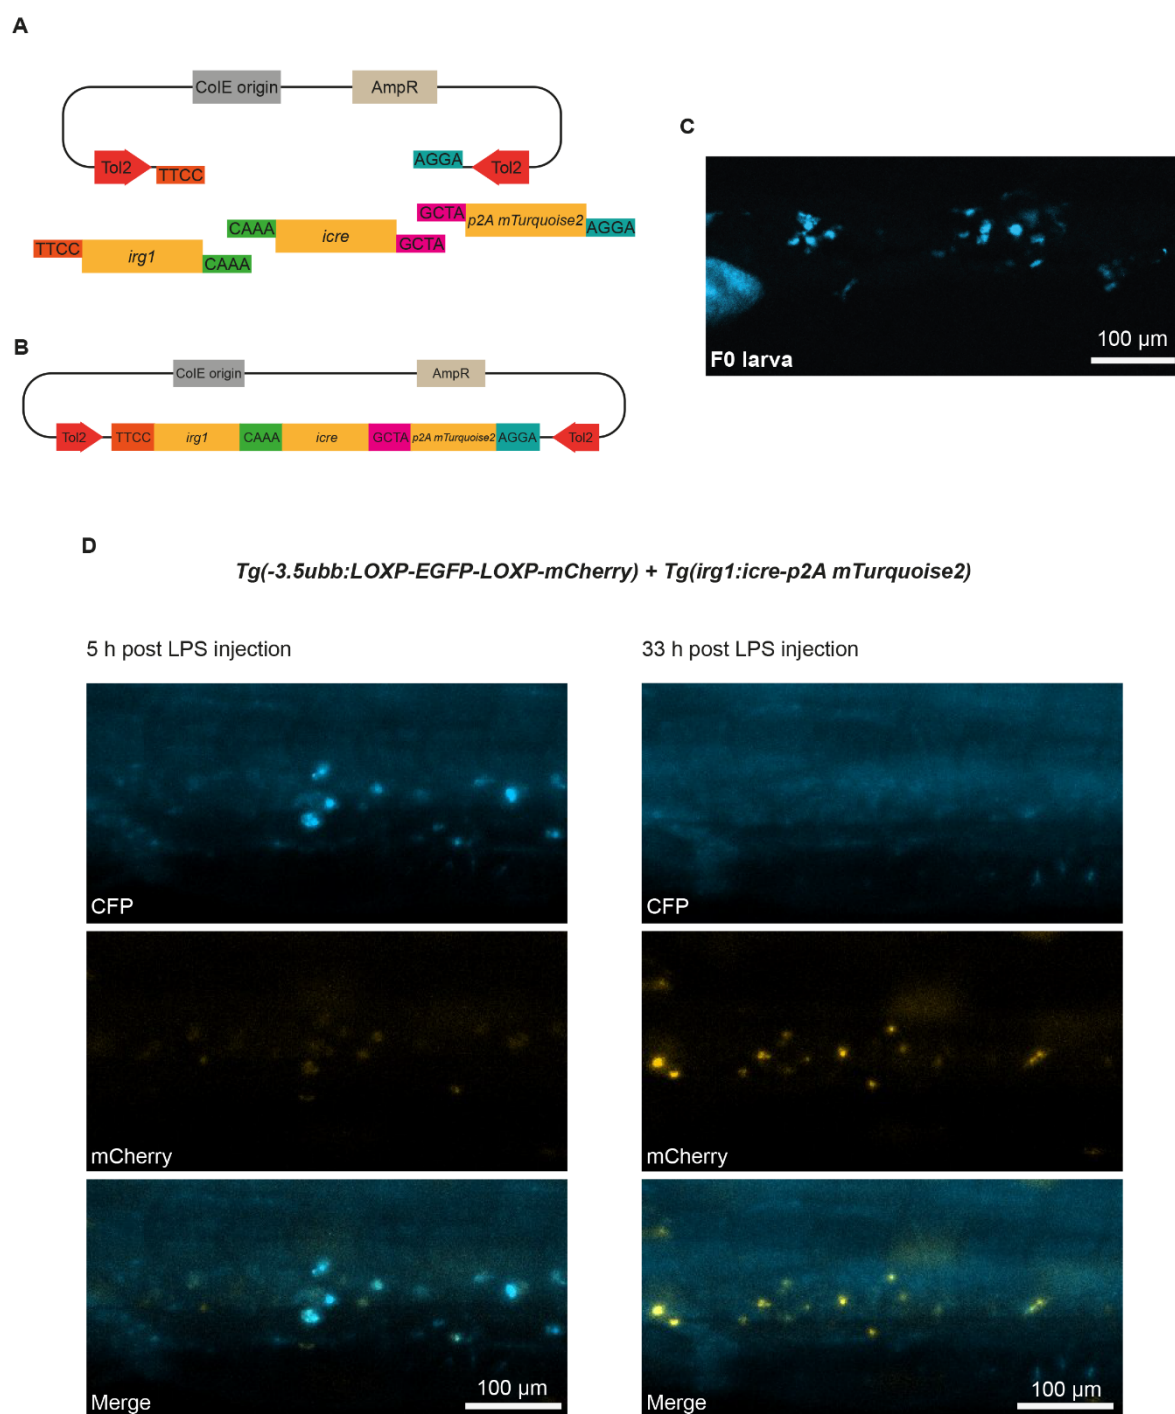 A
ColE origin
AmpR
Tol2
TTCC
AGGA
Tol2
TTCC
irg1
CAAA
CAAA
icre
GCTA
GCTA
p2A mTurquoise2
AGGA
B
ColE origin
AmpR
Tol2
TTCC
irg1
CAAA
icre
GCTA
p2A mTurquoise2
AGGA
Tol2
C
F0 larva
100 µm
D
Tg(-3.5ubb:LOXP-EGFP-LOXP-mCherry) + Tg(irg1:icre-p2A mTurquoise2)
5 h post LPS injection
33 h post LPS injection
CFP
CFP
mCherry
mCherry
Merge
100 µm
Merge
100 µm